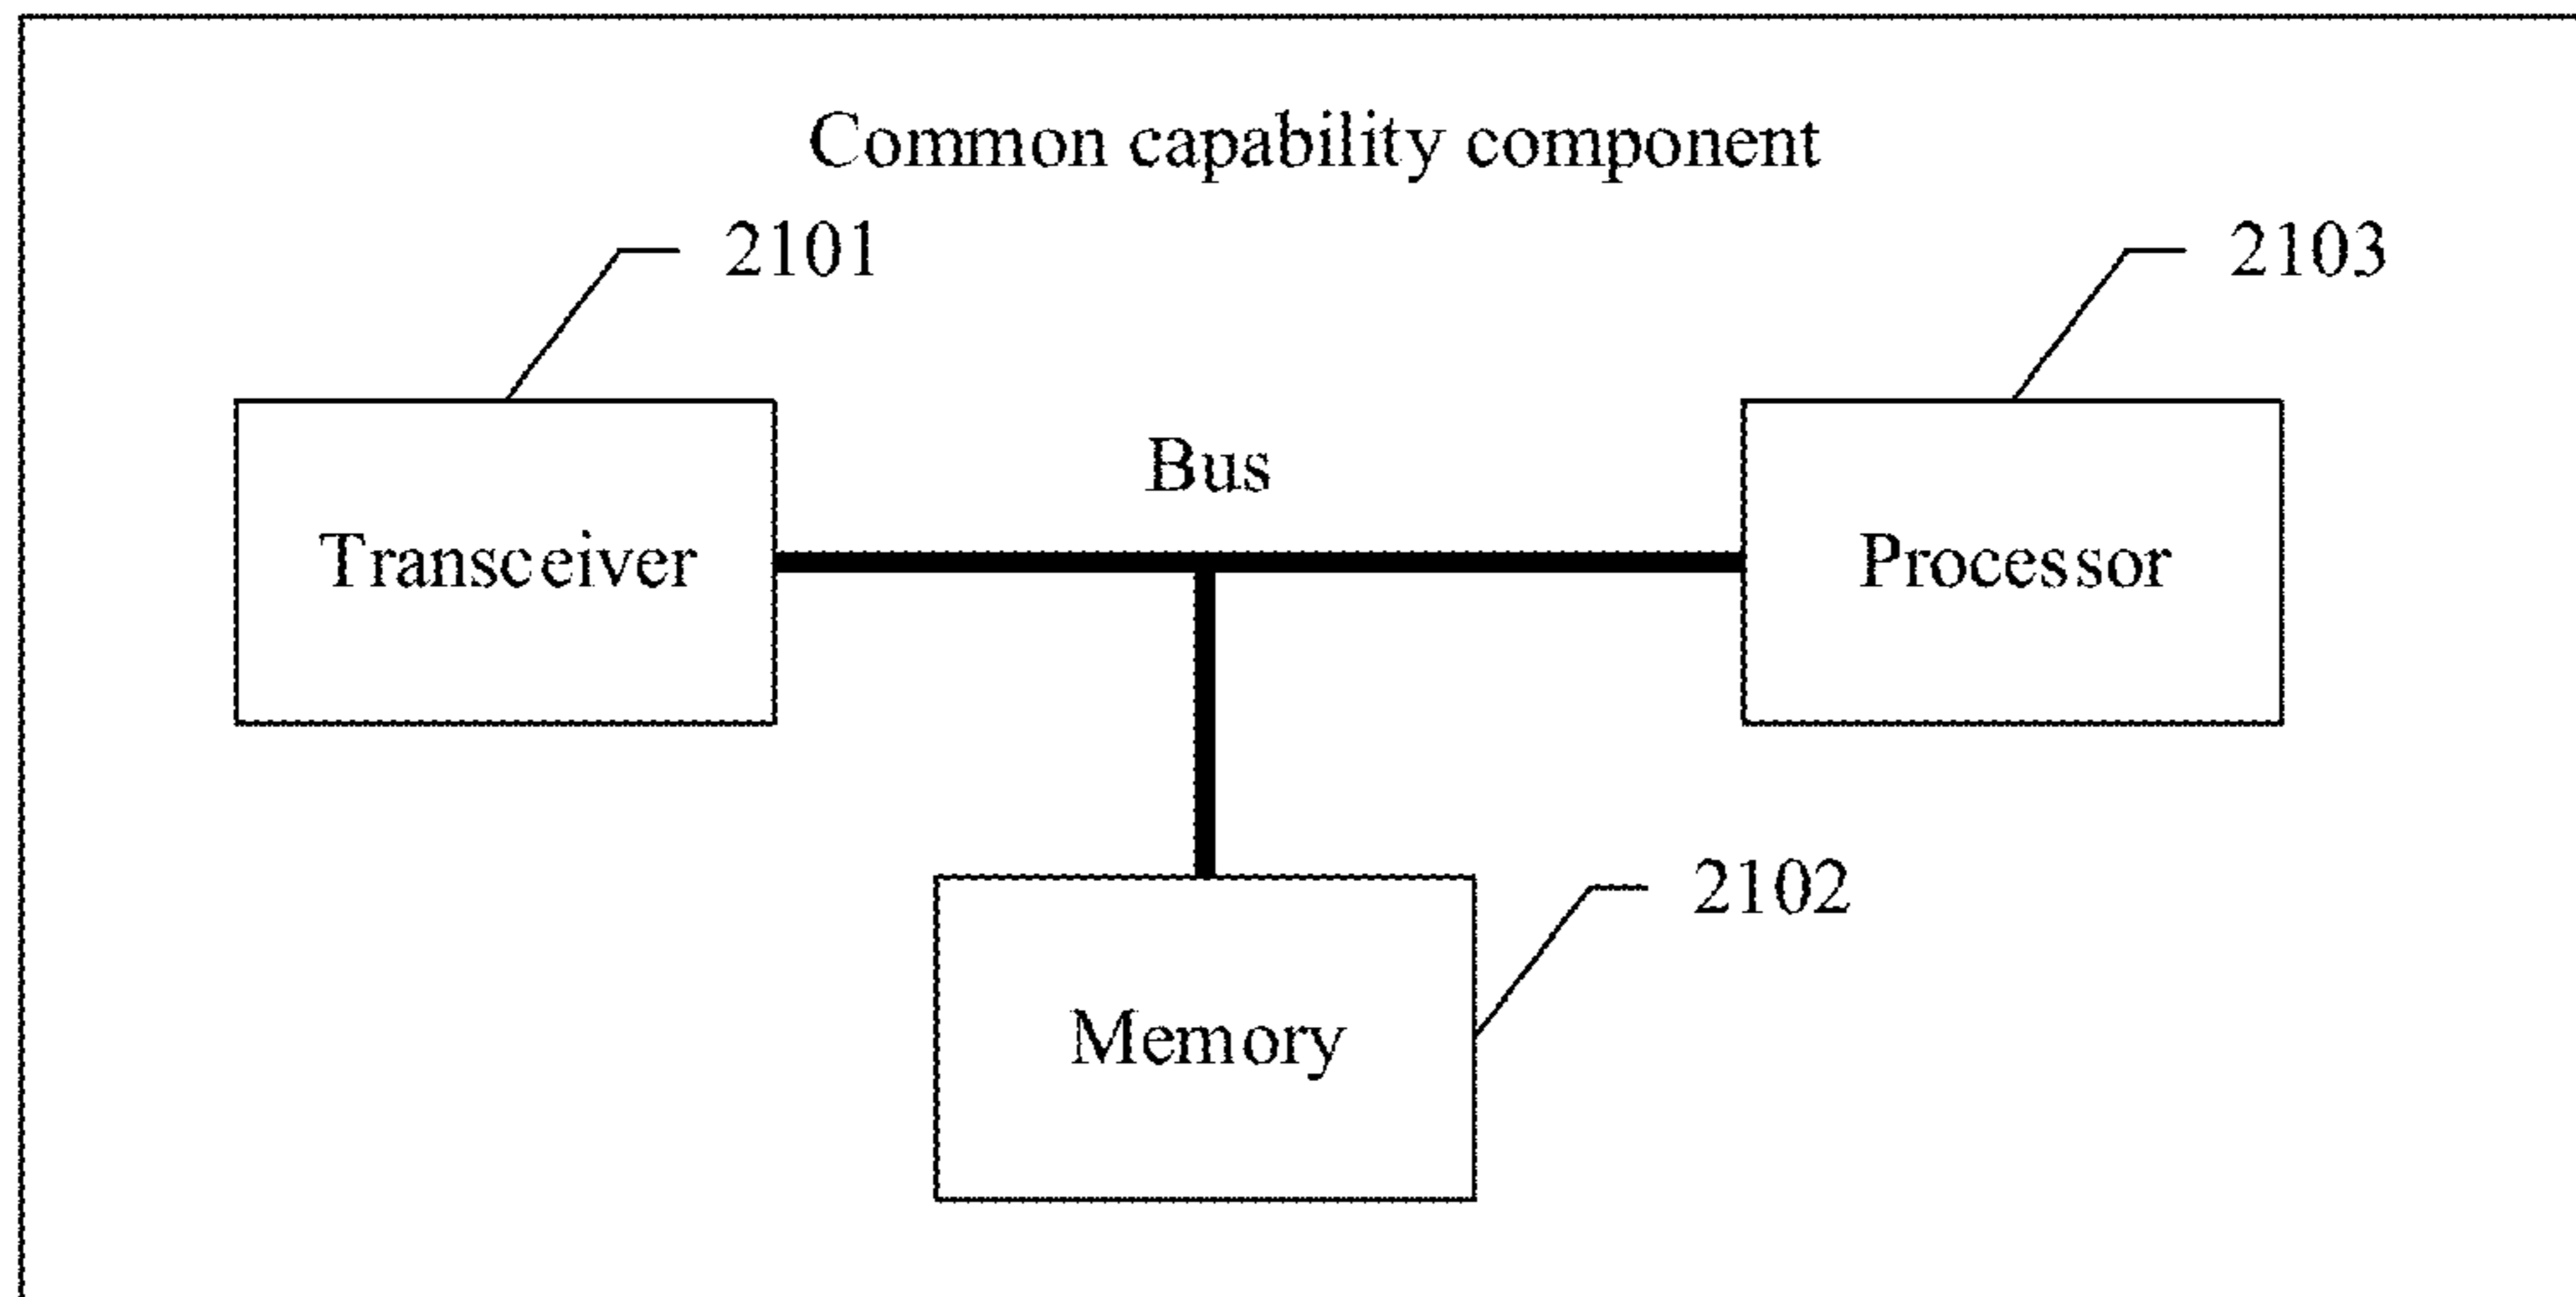 Common capability component
2101
2103
Bus
Transceiver
Processor
2102
Memory